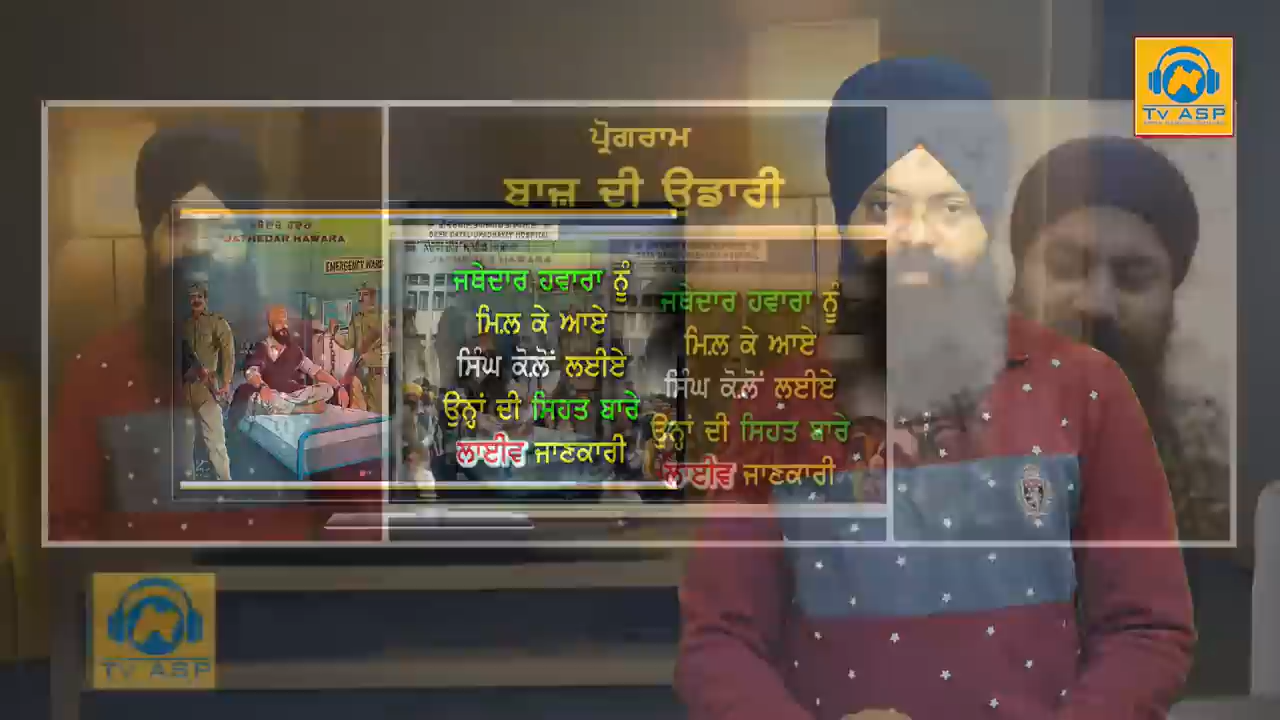 Tv ASP
ਪ੍ਰੋਗਰਾਮ
ਬਾਜ਼ ਦੀ ਉਡਾਰੀ
JATHEDAR HAWARA
EMERGENCY WARD
ਜਥੇਦਾਰ ਹਵਾਰਾ ਨੂੰ
ਮਿਲ਼ ਕੇ ਆਏ
ਸਿੰਘ ਕੋਲ਼ੋਂ ਲਈਏ
ਉਨ੍ਹਾਂ ਦੀ ਸਿਹਤ ਬਾਰੇ
ਲਾਈਵ ਜਾਣਕਾਰੀ
ਜਥੇਦਾਰ ਹਵਾਰਾ ਨੂੰ
ਮਿਲ਼ ਕੇ ਆਏ
ਸਿੰਘ ਕੋਲ਼ੋਂ ਲਈਏ
ਉਨ੍ਹਾਂ ਦੀ ਸਿਹਤ ਬਾਰੇ
ਲਾਈਵ ਜਾਣਕਾਰੀ
Tv ASP